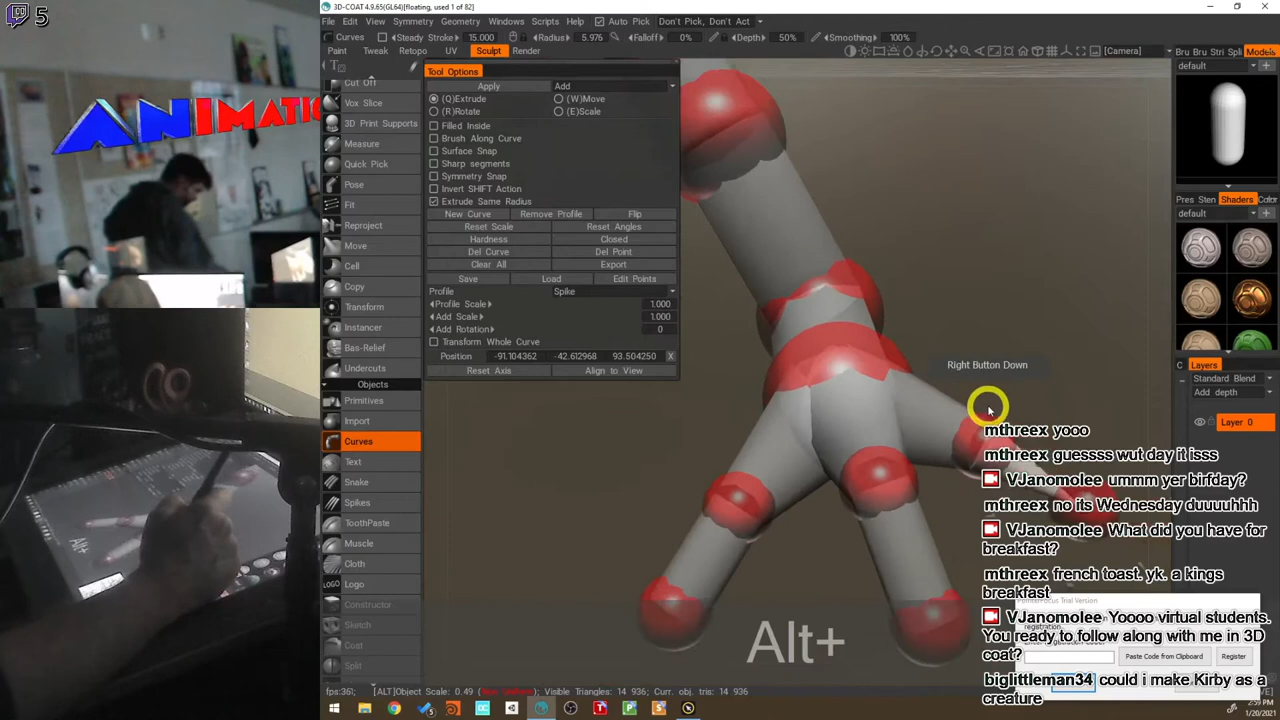 5
3D-COAT 4.9.65(GL64)[floating, used 1 of 82]
File Edit View Symmetry Geometry Windows Scripts Help Auto Pick Don't Pick, Don't Act
Curves Steady Stroke 15.000 Radius 5.976 Falloff 0% Depth 50% Smoothing 100%
Paint Tweak Retopo UV Sculpt Render
[Camera]
Bru Bru Stri Spli Models
default
ANIMATIO
Cut Off
Vox Slice
3D Print Supports
Measure
Quick Pick
Pose
Fit
Reproject
Move
Cell
Copy
Transform
Instancer
Bas-Relief
Undercuts
Objects
Primitives
Import
Curves
Text
Snake
Spikes
ToothPaste
Muscle
Cloth
LOGO Logo
Constructor
Sketch
Coat
Split
Tool Options
Apply Add
(Q)Extrude (W)Move
(R)Rotate (E)Scale
Filled Inside
Brush Along Curve
Surface Snap
Sharp segments
Symmetry Snap
Invert SHIFT Action
Extrude Same Radius
New Curve Remove Profile Flip
Reset Scale Reset Angles
Hardness Closed
Del Curve Del Point
Clear All Export
Save Load Edit Points
Profile Spike
Profile Scale 1.000
Add Scale 1.000
Add Rotation 0
Transform Whole Curve
Position -91.104362 -42.612968 93.504250 X
Reset Axis Align to View
Pres Sten Shaders Color
default
C Layers
Standard Blend
Add depth
Layer 0
Right Button Down
mthreex yooo
mthreex guessss wut day it isss
VJanomolee ummm yer birfday?
mthreex no its Wednesday duuuuhhh
VJanomolee What did you have for
breakfast?
mthreex french toast. yk. a kings
breakfast
VJanomolee Yoooo virtual students.
You ready to follow along with me in 3D
coat?
biglittleman34 could i make Kirby as a
creature
Trial Version
registration.
Paste Code from Clipboard Register
Alt+
Alt+
fps:36; [ALT]Object Scale: 0.49 Visible Triangles: 14 936 Curr. obj. tris: 14 936
2:59 PM
1/20/2021